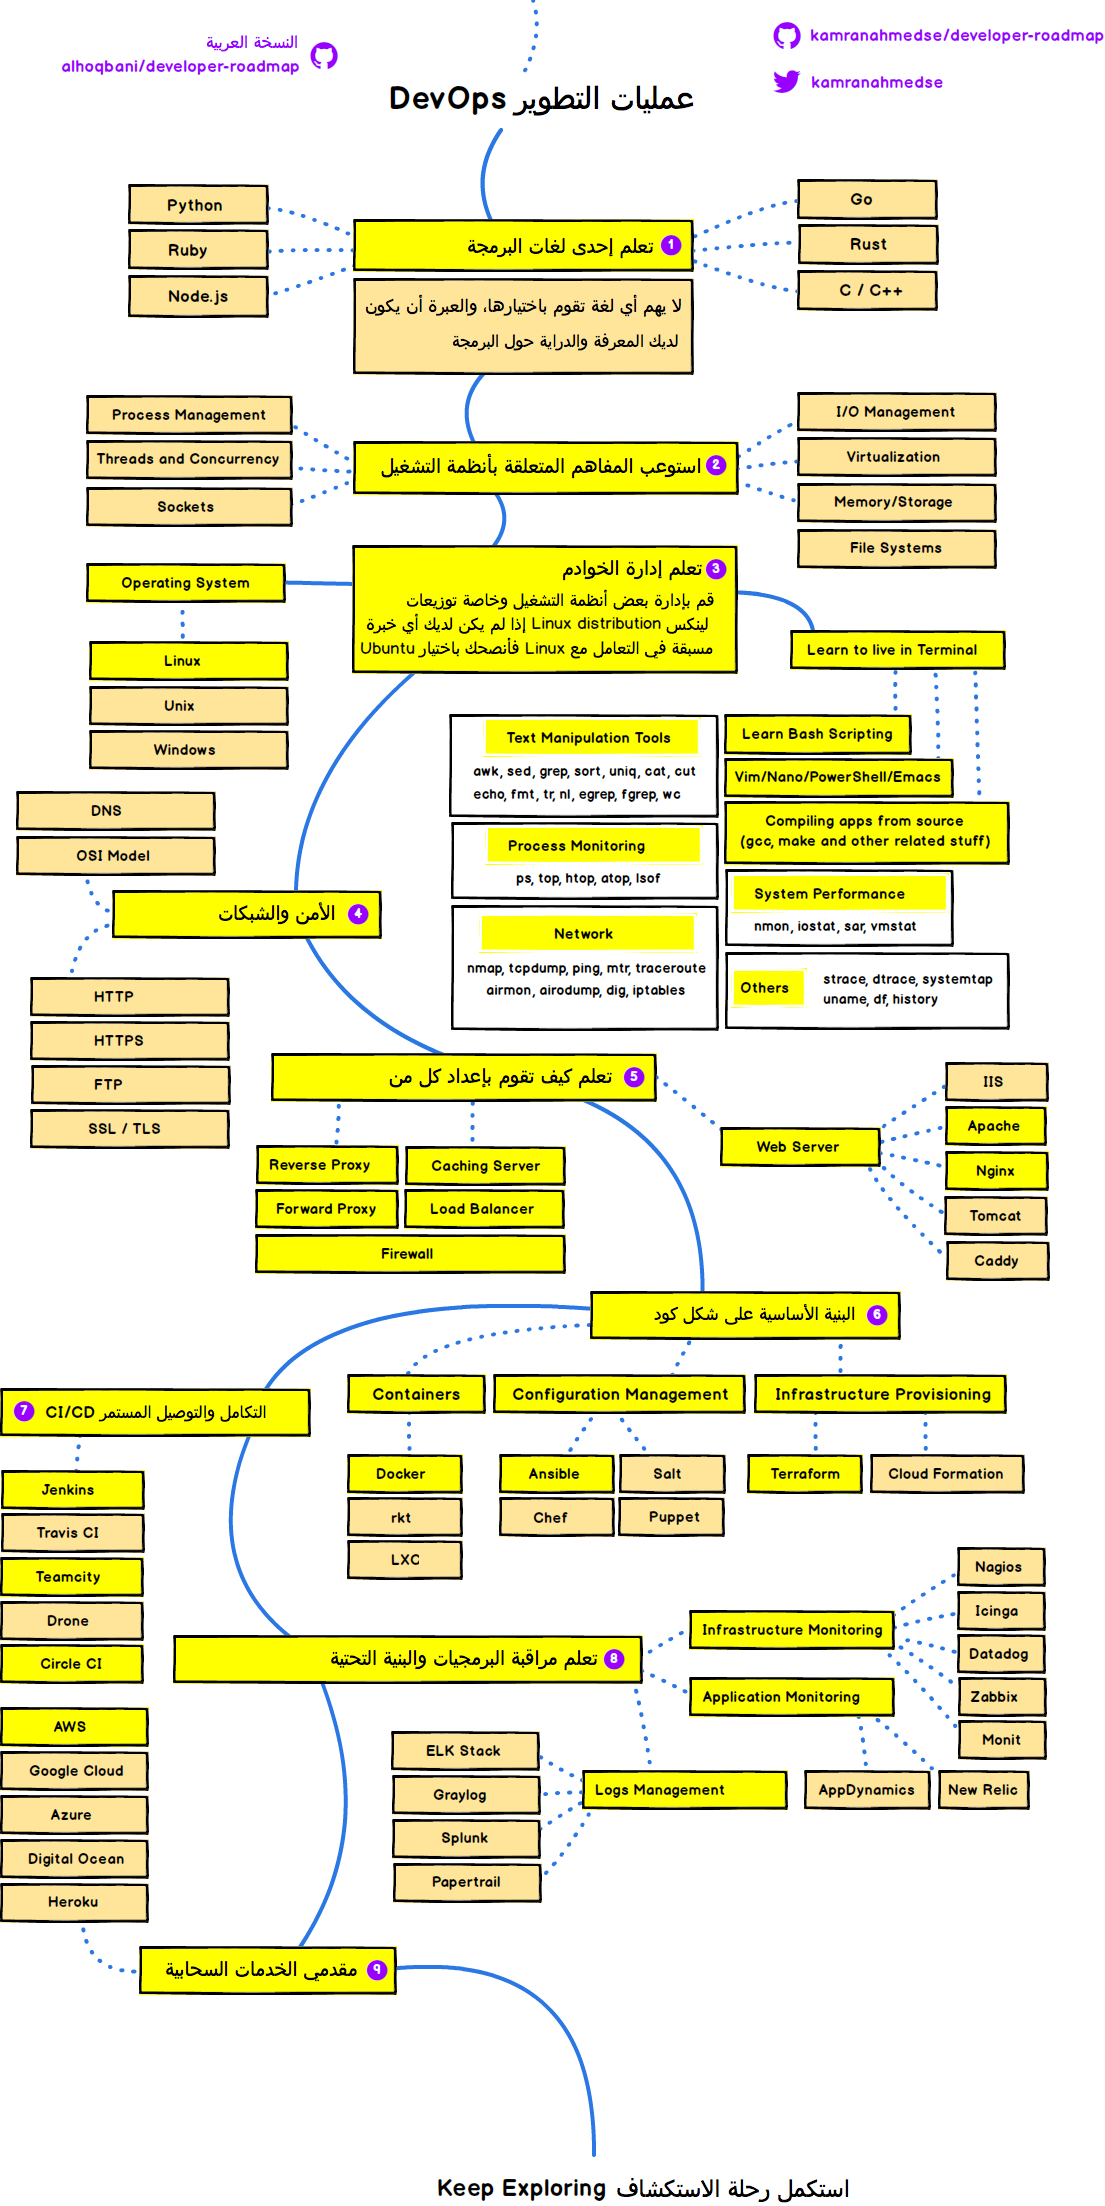 النسخة العربية
alhoqbani/developer-roadmap
kamranahmedse/developer-roadmap
kamranahmedse
عمليات التطوير DevOps
1 تعلم إحدى لغات البرمجة
Python
Ruby
Node.js
Go
Rust
C / C++
لا يهم أي لغة تقوم باختيارها، والعبرة أن يكون
لديك المعرفة والدراية حول البرمجة
2 استوعب المفاهم المتعلقة بأنظمة التشغيل
Process Management
Threads and Concurrency
Sockets
I/O Management
Virtualization
Memory/Storage
File Systems
3 تعلم إدارة الخوادم
قم بإدارة بعض أنظمة التشغيل وخاصة توزيعات
لينكس Linux distribution إذا لم يكن لديك أي خبرة
مسبقة في التعامل مع Linux فأنصحك باختيار Ubuntu
Operating System
Linux
Unix
Windows
Learn to live in Terminal
Learn Bash Scripting
Vim/Nano/PowerShell/Emacs
Compiling apps from source
(gcc, make and other related stuff)
Text Manipulation Tools
awk, sed, grep, sort, uniq, cat, cut
echo, fmt, tr, nl, egrep, fgrep, wc
Process Monitoring
ps, top, htop, atop, lsof
System Performance
nmon, iostat, sar, vmstat
Network
nmap, tcpdump, ping, mtr, traceroute
airmon, airodump, dig, iptables
Others
strace, dtrace, systemtap
uname, df, history
DNS
OSI Model
4 الأمن والشبكات
HTTP
HTTPS
FTP
SSL / TLS
5 تعلم كيف تقوم بإعداد كل من
Reverse Proxy
Caching Server
Forward Proxy
Load Balancer
Firewall
Web Server
IIS
Apache
Nginx
Tomcat
Caddy
6 البنية الأساسية على شكل كود
Containers
Docker
rkt
LXC
Configuration Management
Ansible
Salt
Chef
Puppet
Infrastructure Provisioning
Terraform
Cloud Formation
7 التكامل والتوصيل المستمر CI/CD
Jenkins
Travis CI
Teamcity
Drone
Circle CI
8 تعلم مراقبة البرمجيات والبنية التحتية
Infrastructure Monitoring
Nagios
Icinga
Datadog
Zabbix
Monit
Application Monitoring
AppDynamics
New Relic
Logs Management
ELK Stack
Graylog
Splunk
Papertrail
AWS
Google Cloud
Azure
Digital Ocean
Heroku
9 مقدمي الخدمات السحابية
استكمل رحلة الاستكشاف Keep Exploring